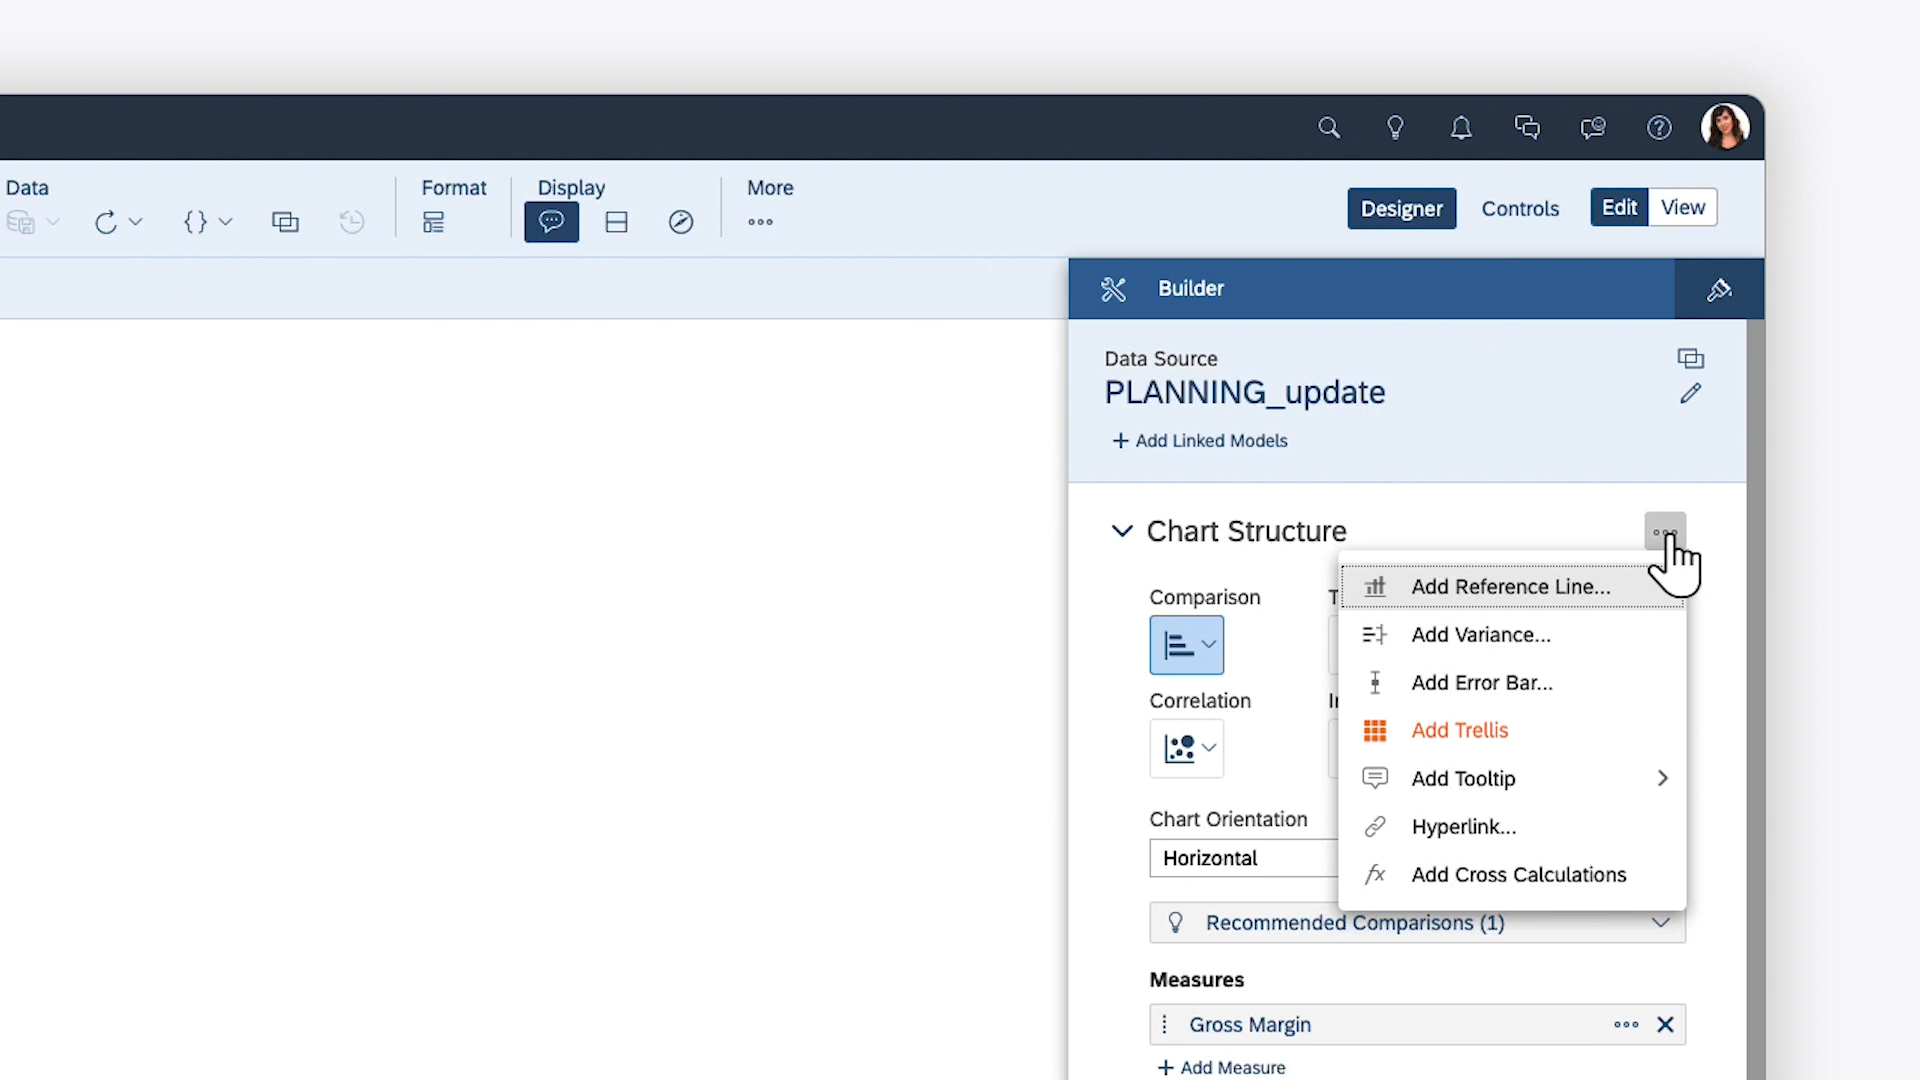 Data
Format
Display
More
Designer
Controls
Edit
View
Builder
Data Source
PLANNING_update
+ Add Linked Models
Chart Structure
Comparison
Add Reference Line...
Add Variance...
Correlation
Add Error Bar...
Add Trellis
Add Tooltip
Chart Orientation
Hyperlink...
Horizontal
fx Add Cross Calculations
Recommended Comparisons (1)
Measures
Gross Margin
+ Add Measure